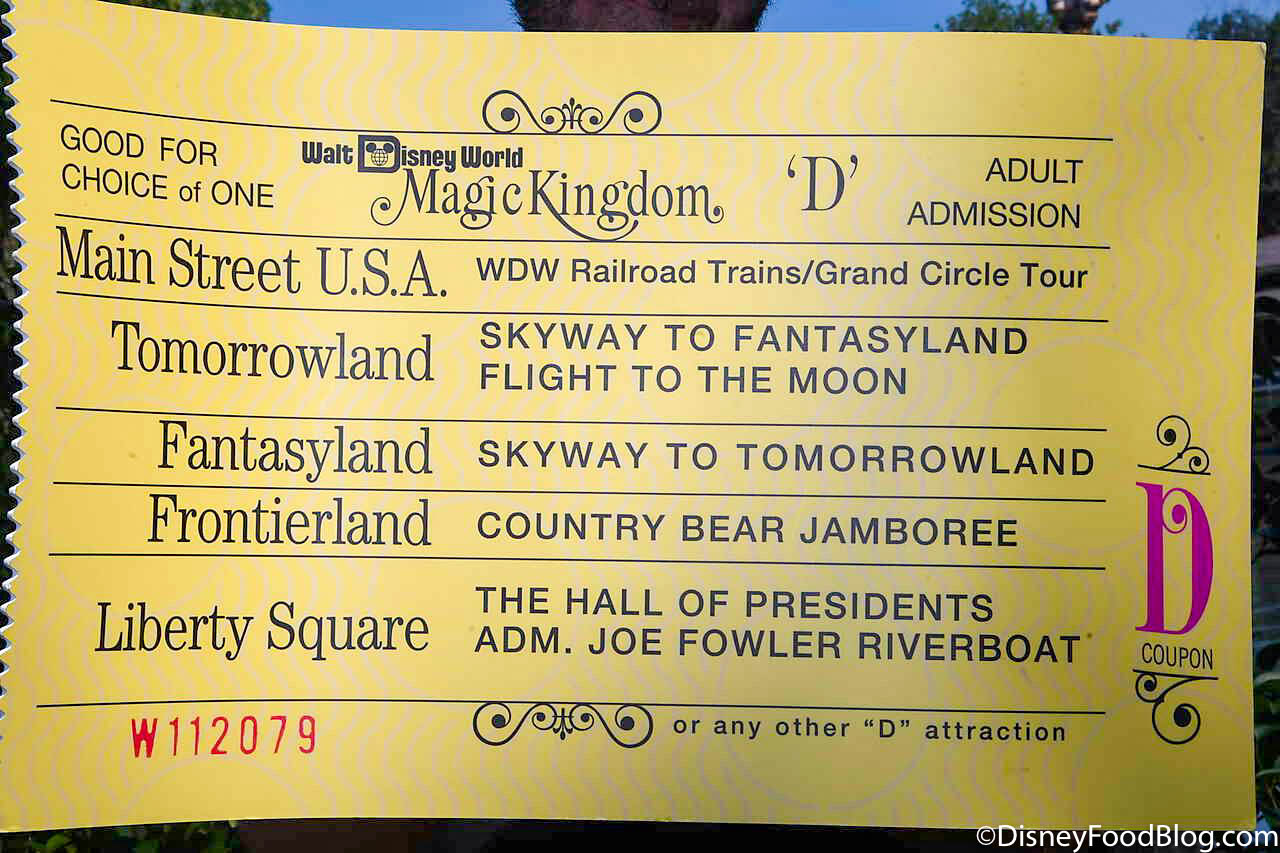 GOOD FOR
CHOICE of ONE
Walt Disney World
Magic Kingdom
‘D’
ADULT
ADMISSION
Main Street U.S.A. WDW Railroad Trains/Grand Circle Tour
Tomorrowland
SKYWAY TO FANTASYLAND
FLIGHT TO THE MOON
Fantasyland SKYWAY TO TOMORROWLAND
Frontierland COUNTRY BEAR JAMBOREE
Liberty Square
THE HALL OF PRESIDENTS
ADM. JOE FOWLER RIVERBOAT
D
COUPON
W112079
or any other “D” attraction
©DisneyFoodBlog.com